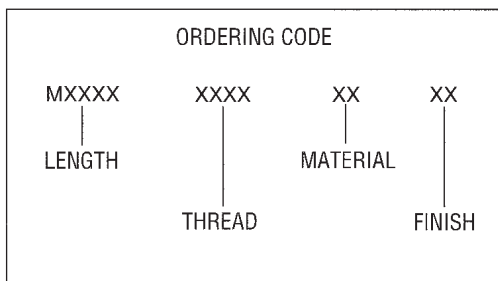 ORDERING CODE
MXXXX XXXX XX XX
LENGTH MATERIAL
THREAD FINISH